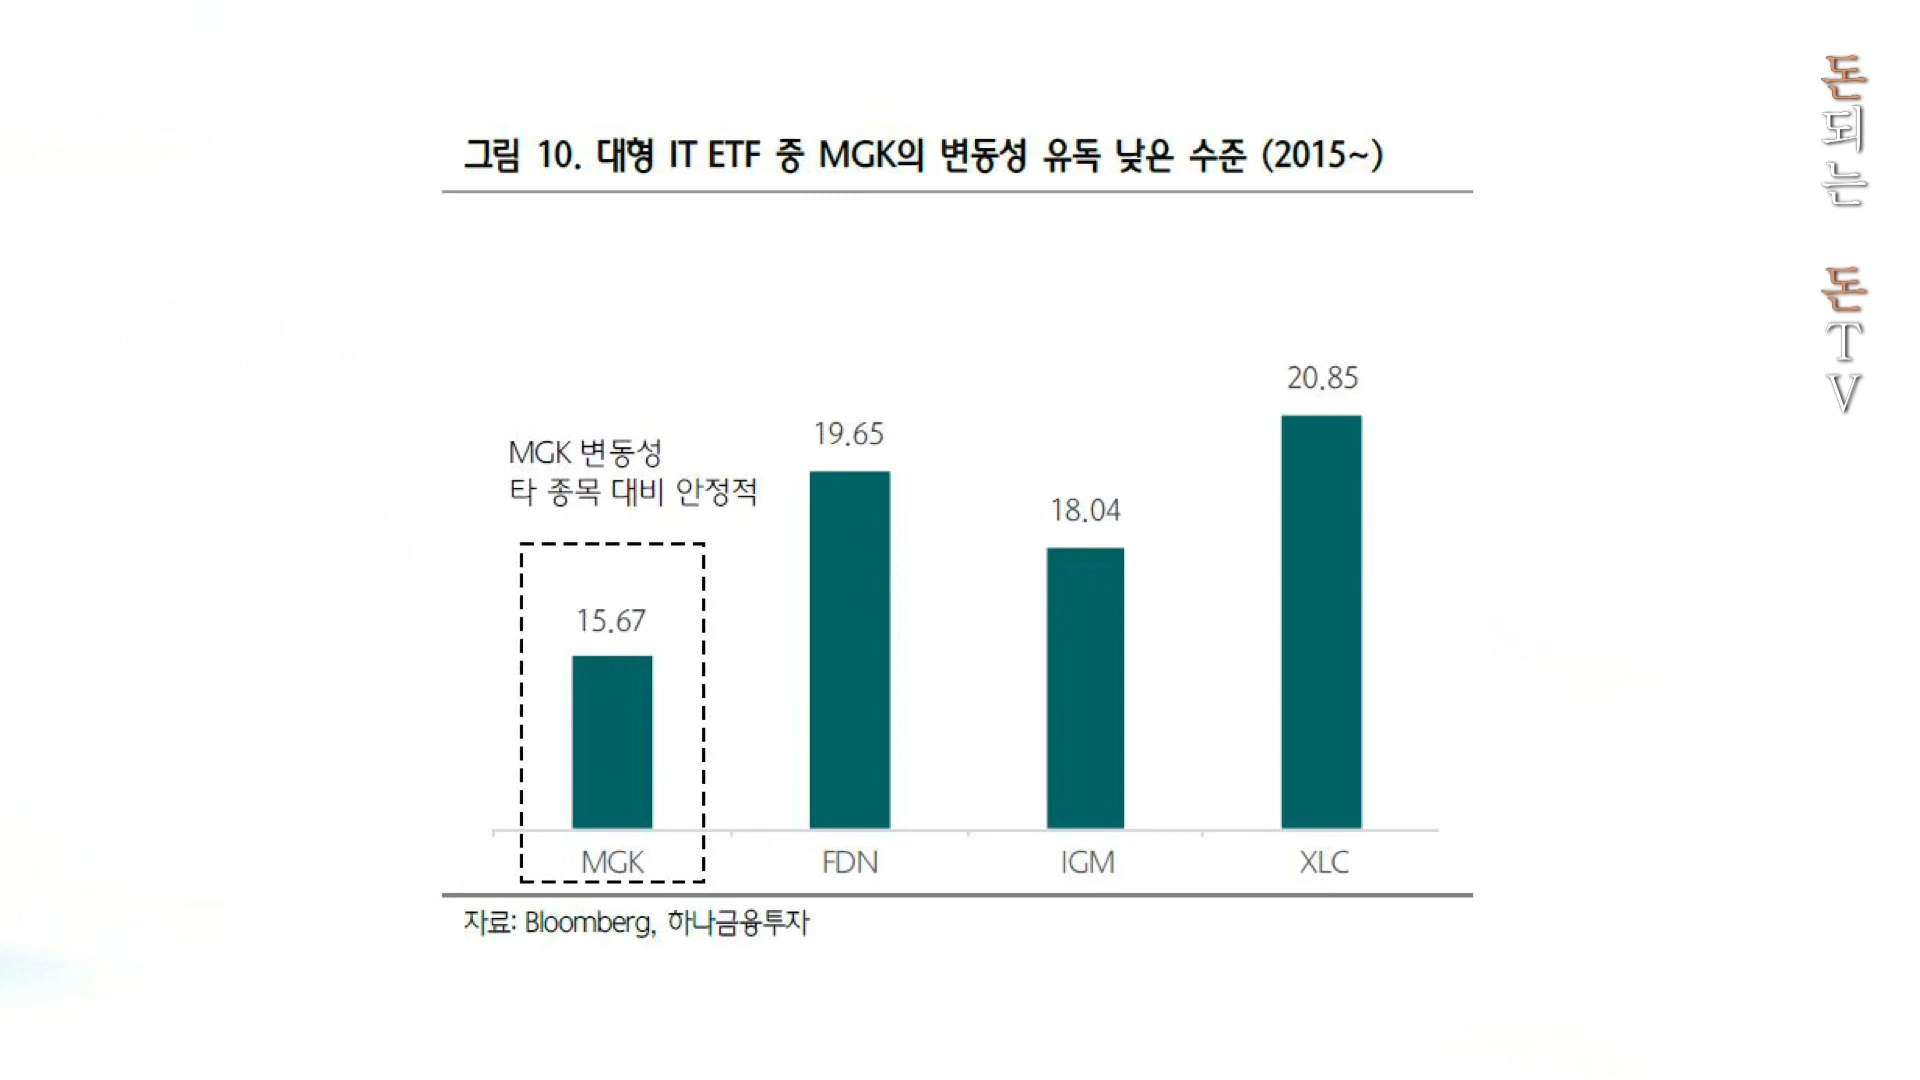 그림 10. 대형 IT ETF 중 MGK의 변동성 유독 낮은 수준 (2015~)
MGK 변동성
타 종목 대비 안정적
15.67
19.65
18.04
20.85
MGK
FDN
IGM
XLC
자료: Bloomberg, 하나금융투자
돈되는 돈TV